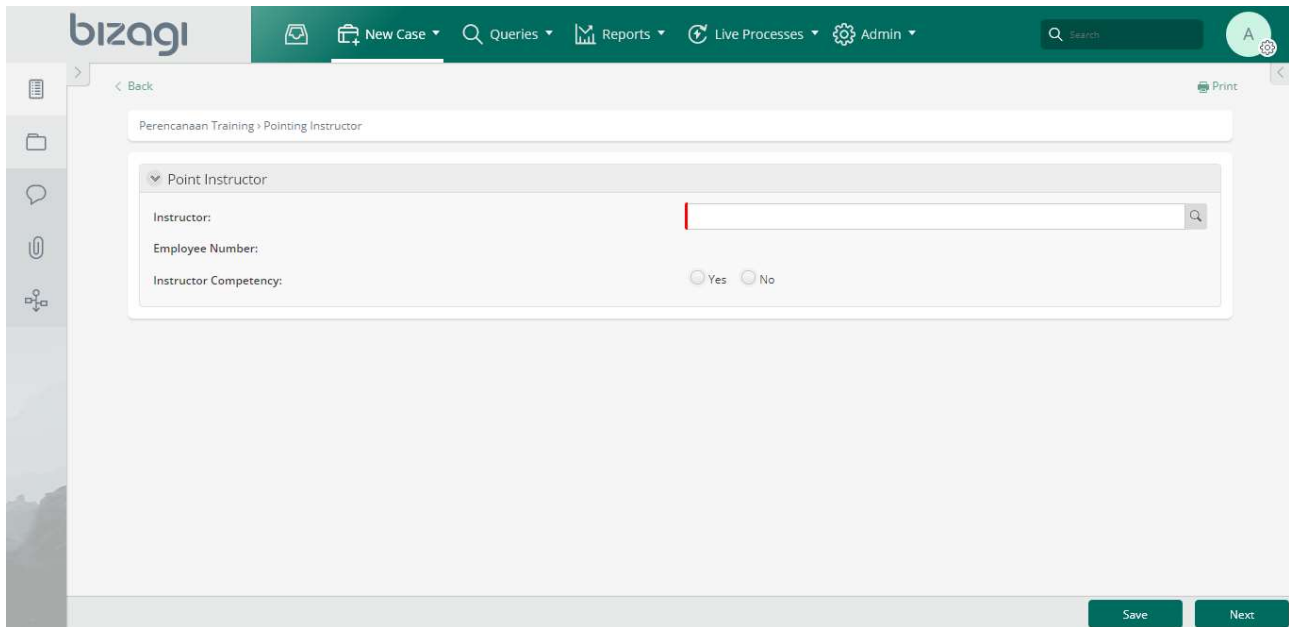 bizagi
New Case Queries Reports Live Processes Admin Search A
Back Print
Perencanaan Training › Pointing Instructor
Point Instructor
Instructor:
Employee Number:
Instructor Competency: Yes No
Save Next